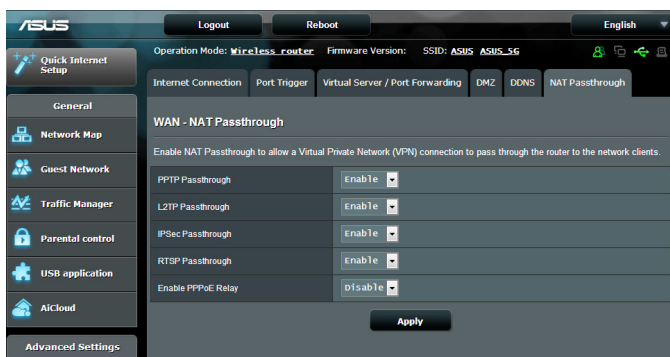 ASUS
Logout
Reboot
English
Quick Internet
Setup
Operation Mode: Wireless router Firmware Version: SSID: ASUS ASUS_5G
Internet Connection
Port Trigger
Virtual Server / Port Forwarding
DMZ
DDNS
NAT Passthrough
General
Network Map
Guest Network
Traffic Manager
Parental control
USB application
AiCloud
Advanced Settings
WAN - NAT Passthrough
Enable NAT Passthrough to allow a Virtual Private Network (VPN) connection to pass through the router to the network clients.
PPTP Passthrough Enable
L2TP Passthrough Enable
IPSec Passthrough Enable
RTSP Passthrough Enable
Enable PPPoE Relay Disable
Apply